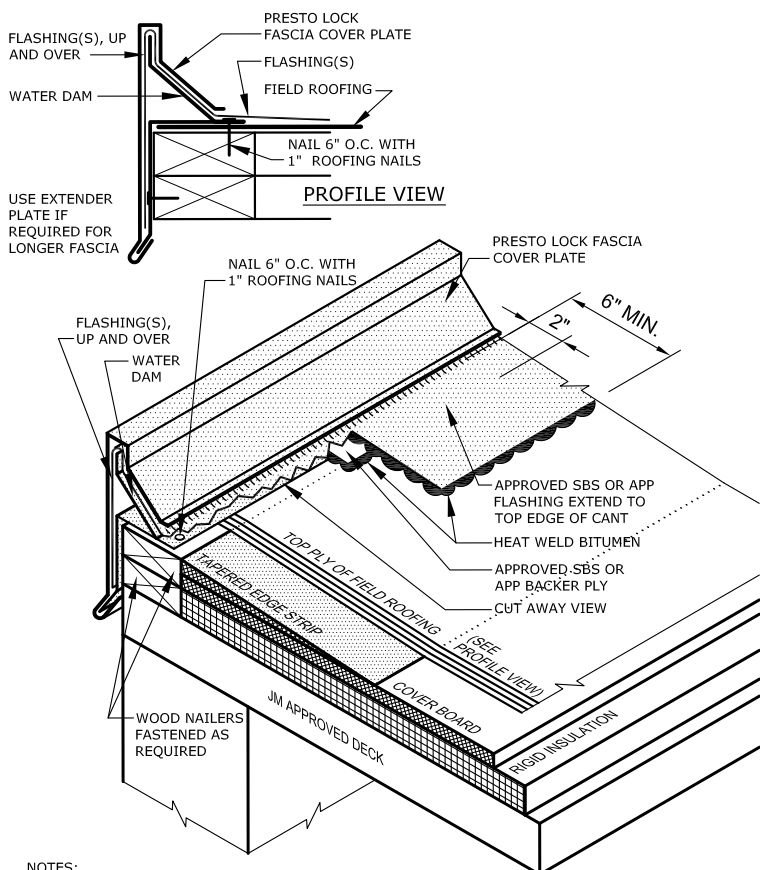 PRESTO LOCK
FASCIA COVER PLATE
FLASHING(S), UP
AND OVER
FLASHING(S)
FIELD ROOFING
WATER DAM
NAIL 6" O.C. WITH
1" ROOFING NAILS
PROFILE VIEW
USE EXTENDER
PLATE IF
REQUIRED FOR
LONGER FASCIA
PRESTO LOCK FASCIA
COVER PLATE
NAIL 6" O.C. WITH
1" ROOFING NAILS
6" MIN.
2"
FLASHING(S),
UP AND OVER
WATER
DAM
APPROVED SBS OR APP
FLASHING EXTEND TO
TOP EDGE OF CANT
HEAT WELD BITUMEN
APPROVED SBS OR
APP BACKER PLY
CUT AWAY VIEW
TOP PLY OF FIELD ROOFING
(SEE
PROFILE VIEW)
TAPERED EDGE STRIP
COVER BOARD
RIGID INSULATION
JM APPROVED DECK
WOOD NAILERS
FASTENED AS
REQUIRED
NOTES: